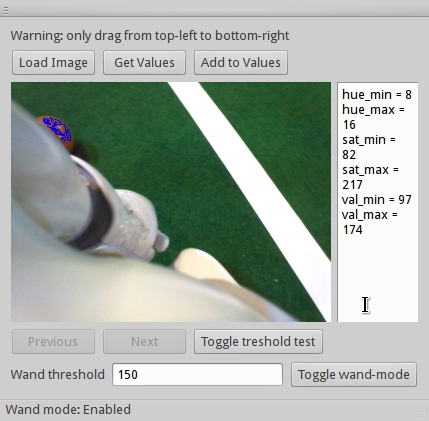 Warning: only drag from top-left to bottom-right
Load Image
Get Values
Add to Values
hue_min = 8
hue_max =
16
sat_min =
82
sat_max =
217
val_min = 97
val_max =
174
Previous
Next
Toggle treshold test
Wand threshold
150
Toggle wand-mode
Wand mode: Enabled